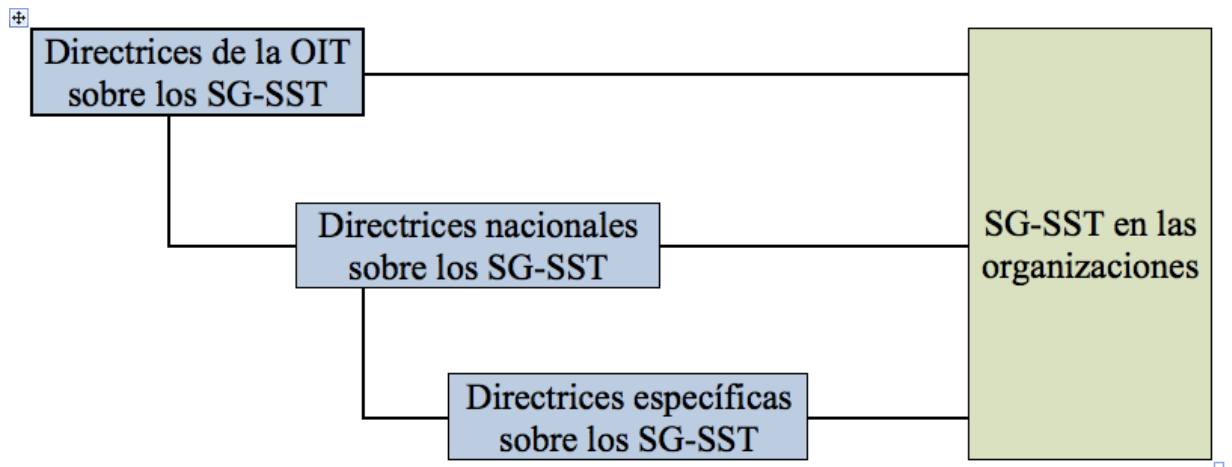 Directrices de la OIT
sobre los SG-SST
Directrices nacionales
sobre los SG-SST
Directrices específicas
sobre los SG-SST
SG-SST en las
organizaciones